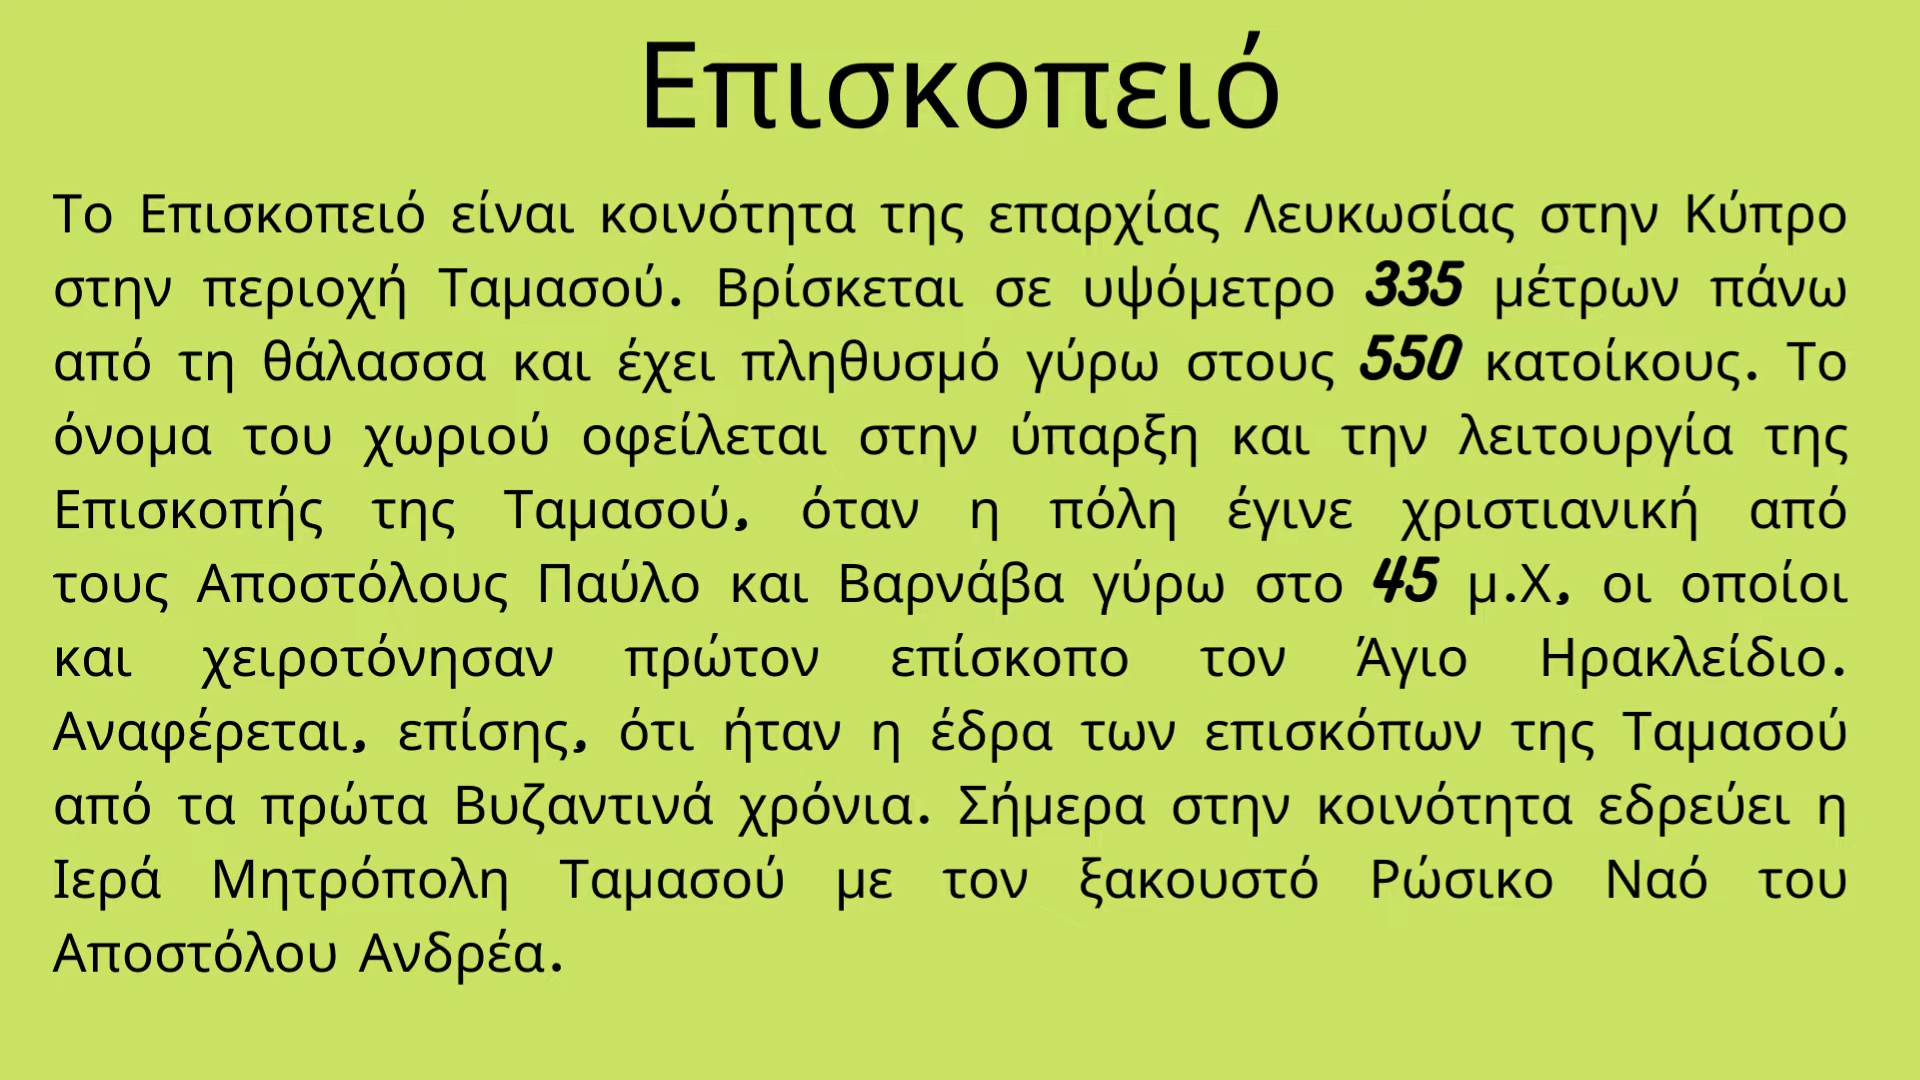 Επισκοπειό
Το Επισκοπειό είναι κοινότητα της επαρχίας Λευκωσίας στην Κύπρο
στην περιοχή Ταμασού. Βρίσκεται σε υψόμετρο 335 μέτρων πάνω
από τη θάλασσα και έχει πληθυσμό γύρω στους 550 κατοίκους. Το
όνομα του χωριού οφείλεται στην ύπαρξη και την λειτουργία της
Επισκοπής της Ταμασού, όταν η πόλη έγινε χριστιανική από
τους Αποστόλους Παύλο και Βαρνάβα γύρω στο 45 μ.Χ, οι οποίοι
και χειροτόνησαν πρώτον επίσκοπο τον Άγιο Ηρακλείδιο.
Αναφέρεται, επίσης, ότι ήταν η έδρα των επισκόπων της Ταμασού
από τα πρώτα Βυζαντινά χρόνια. Σήμερα στην κοινότητα εδρεύει η
Ιερά Μητρόπολη Ταμασού με τον ξακουστό Ρώσικο Ναό του
Αποστόλου Ανδρέα.